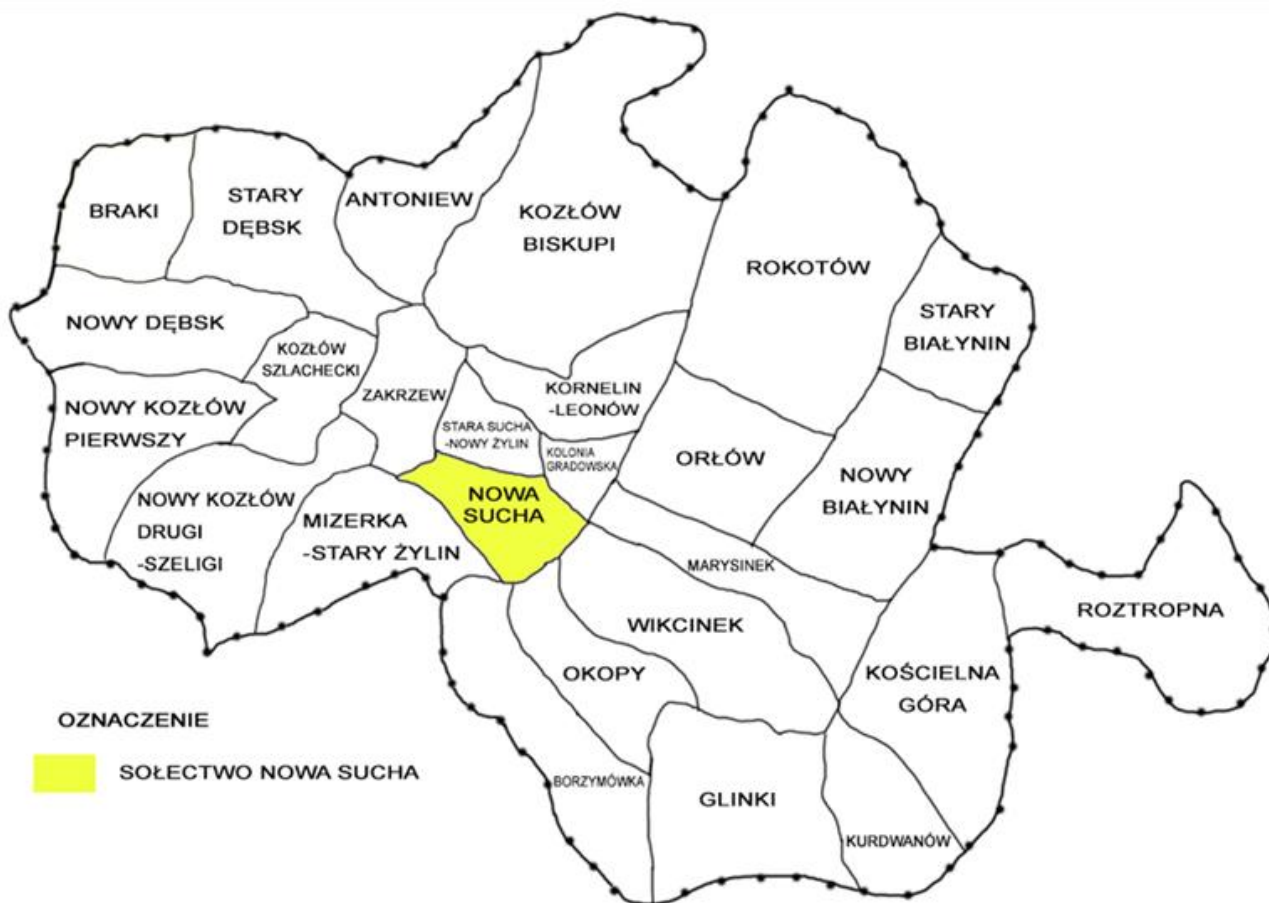 BRAKI
STARY
DĘBSK
ANTONIEW
KOZŁÓW
BISKUPI
ROKOTÓW
STARY
BIAŁYNIN
NOWY DĘBSK
KOZŁÓW
SZLACHECKI
ZAKRZEW
KORNELIN
-LEONÓW
NOWY KOZŁÓW
PIERWSZY
STARA SUCHA
-NOWY ŻYLIN
KOLONIA
GRADOWSKA
ORŁÓW
NOWY
BIAŁYNIN
NOWY KOZŁÓW
DRUGI
-SZELIGI
MIZERKA
-STARY ŻYLIN
NOWA
SUCHA
MARYSINEK
ROZTROPNA
WIKCINEK
OKOPY
KOŚCIELNA
GÓRA
BORZYMÓWKA
GLINKI
KURDWANÓW
OZNACZENIE
SOŁECTWO NOWA SUCHA